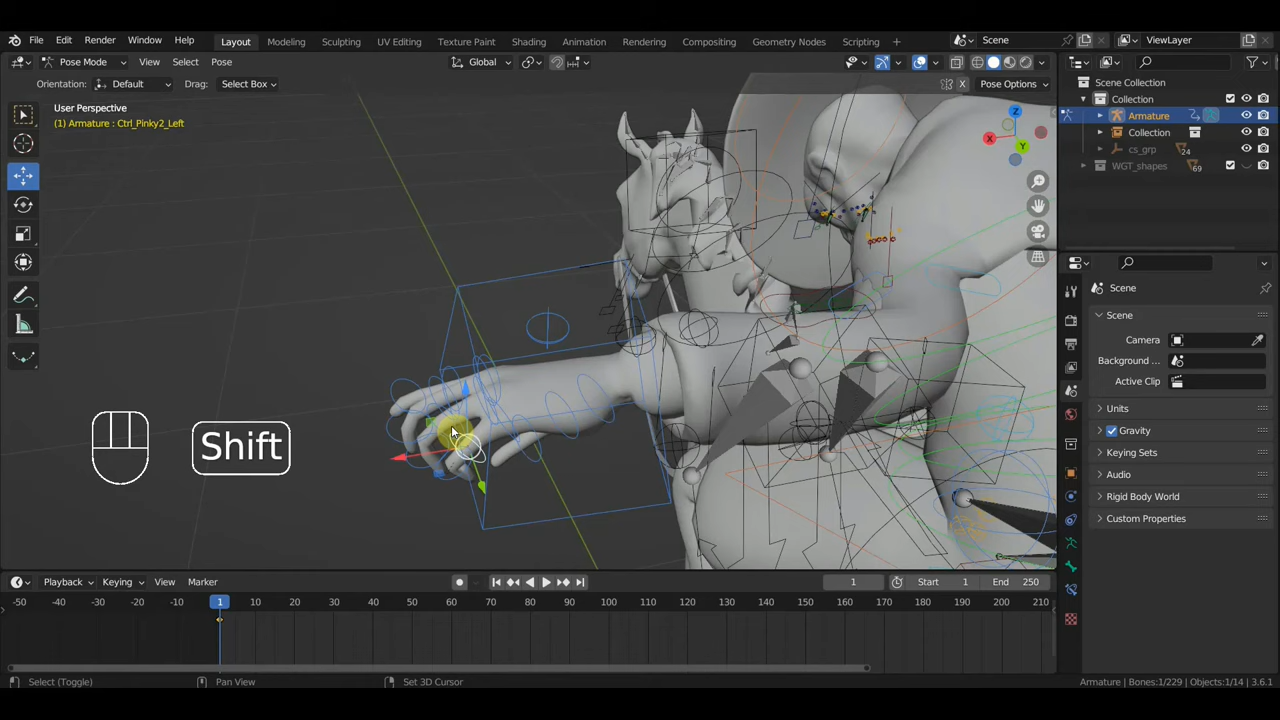 File Edit Render Window Help Layout Modeling Sculpting UV Editing Texture Paint Shading Animation Rendering Compositing Geometry Nodes Scripting + Scene ViewLayer
Pose Mode View Select Pose Global Pose Options
Orientation: Default Drag: Select Box X Pose Options
User Perspective
(1) Armature : Ctrl_Pinky2_Left
Z
X
Y
Scene Collection
Collection
Armature
Collection
cs_grp 24
WGT_shapes 69
Shift
Scene
Scene
Camera
Background ...
Active Clip
Units
Gravity
Keying Sets
Audio
Rigid Body World
Custom Properties
Playback Keying View Marker 1 Start 1 End 250
-50 -40 -30 -20 -10 1 10 20 30 40 50 60 70 80 90 100 110 120 130 140 150 160 170 180 190 200 210
Select (Toggle) Pan View Set 3D Cursor Armature | Bones:1/229 | Objects:1/14 | 3.6.1